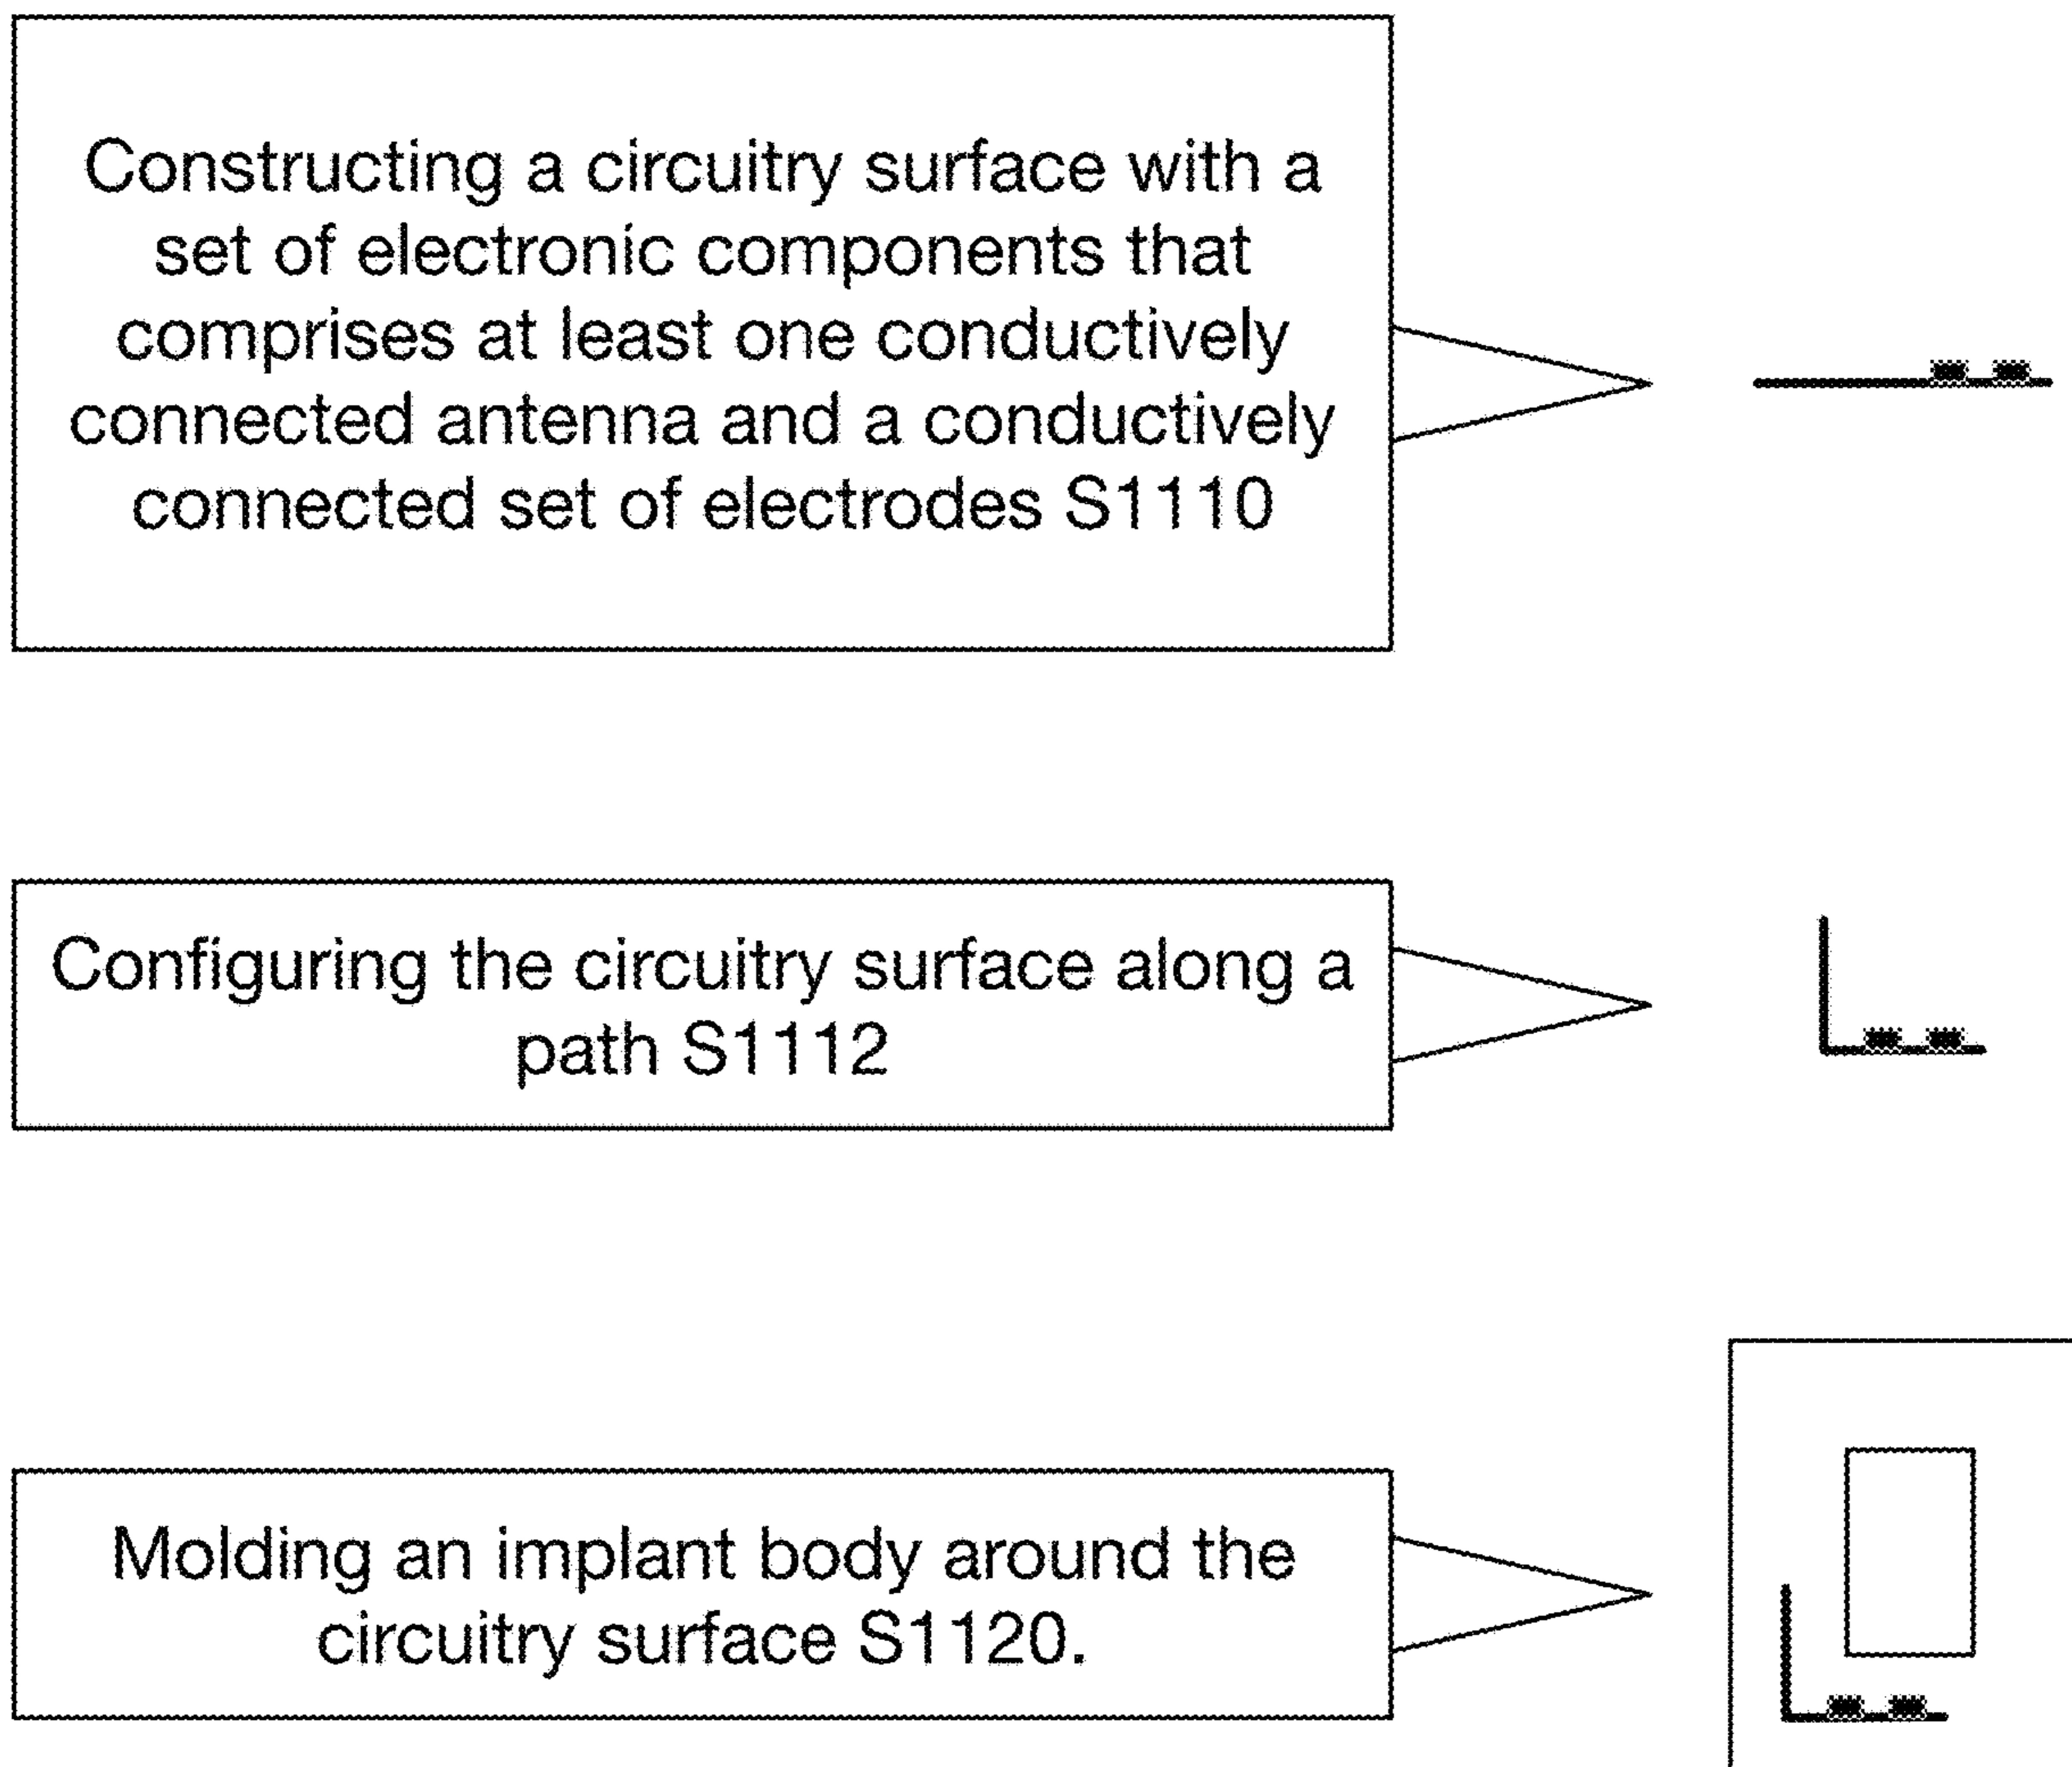 Constructing a circuitry surface with a
set of electronic components that
comprises at least one conductively
connected antenna and a conductively
connected set of electrodes S1110
Configuring the circuitry surface along a
path S1112
Molding an implant body around the
circuitry surface S1120.